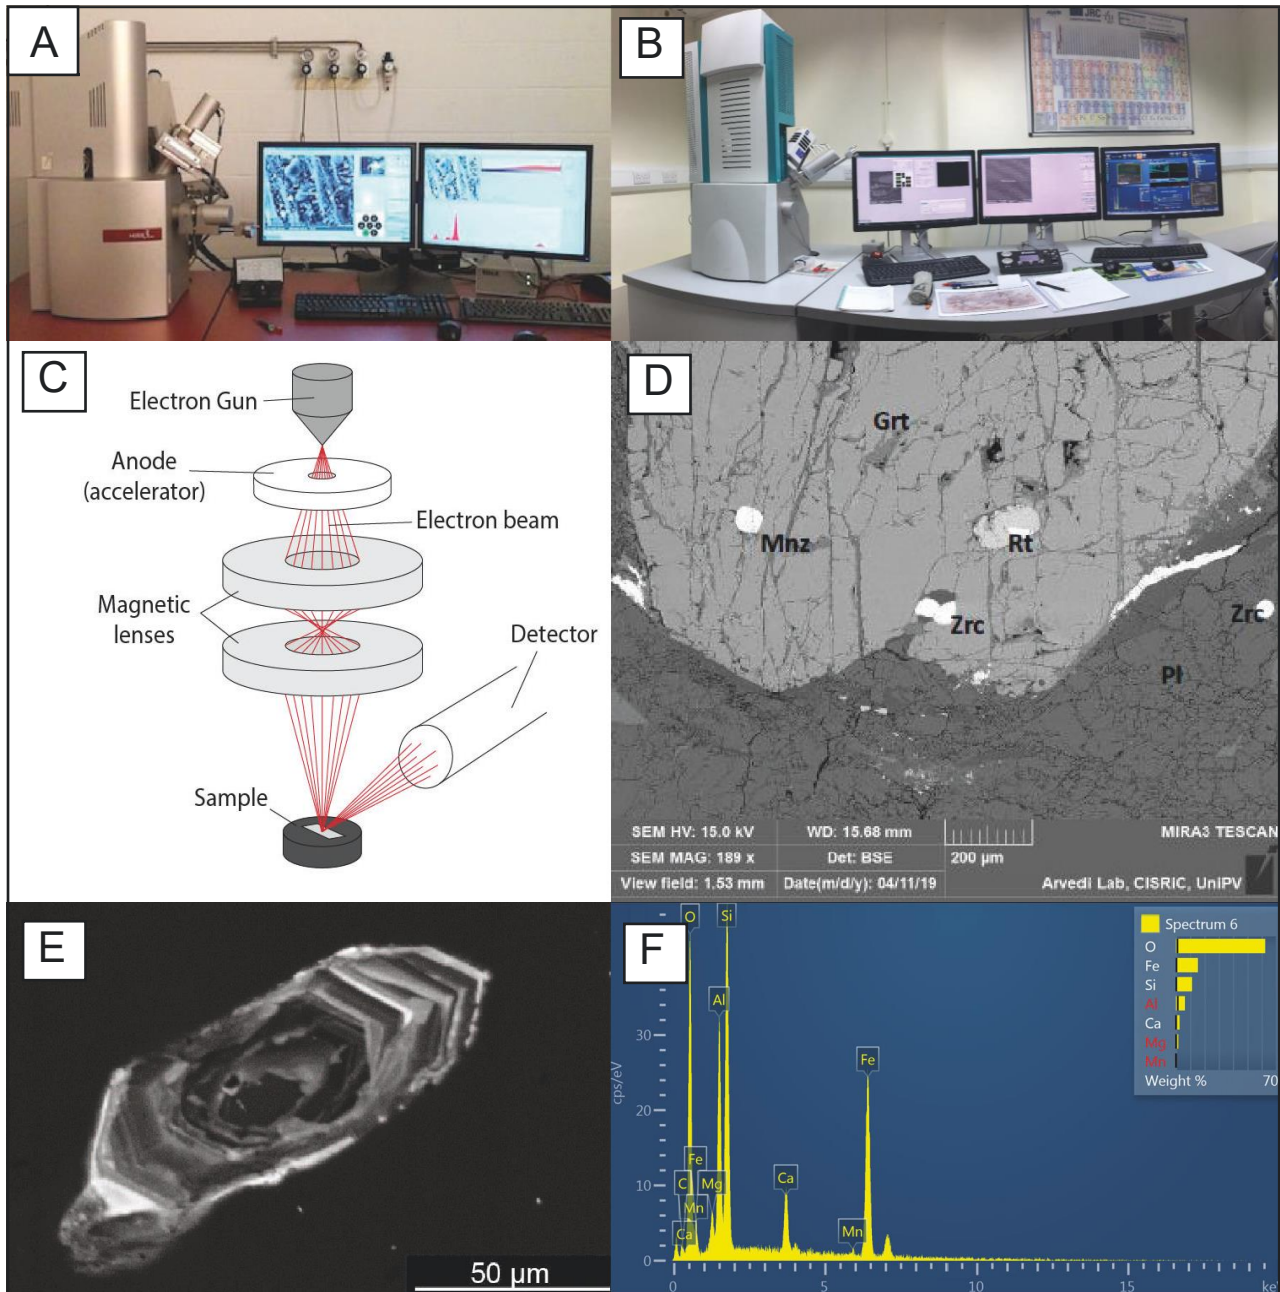 A
B
JRC
C
Electron Gun
Anode
(accelerator)
Electron beam
Magnetic
lenses
Detector
Sample
D
Grt
Mnz
Rt
Zrc
Zrc
Pl
SEM HV: 15.0 kV
WD: 15.68 mm
MIRA3 TESCAN
SEM MAG: 189 x
Det: BSE
200 µm
View field: 1.53 mm
Date(m/d/y): 04/11/19
Arvedi Lab, CISRIC, UniPV
E
50 µm
F
O
Si
Al
Fe
Fe
C
Mg
Mn
Ca
Ca
Mn
cps/eV
30
20
10
0
0
5
10
15
ke
Spectrum 6
O
Fe
Si
Al
Ca
Mg
Mn
Weight %
70